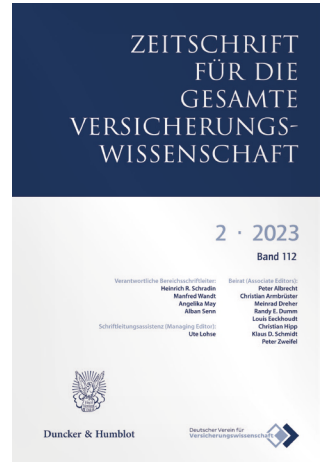 ZEITSCHRIFT
FÜR DIE
GESAMTE
VERSICHERUNGS-
WISSENSCHAFT
2 · 2023
Band 112
Verantwortliche Bereichsschriftleiter:
Heinrich R. Schradin
Manfred Wandt
Angelika May
Alban Senn
Schriftleitungsassistenz (Managing Editor):
Ute Lohse
Beirat (Associate Editors):
Peter Albrecht
Christian Armbrüster
Meinrad Dreher
Randy E. Dumm
Louis Eeckhoudt
Christian Hipp
Klaus D. Schmidt
Peter Zweifel
Duncker & Humblot
Deutscher Verein für
Versicherungswissenschaft